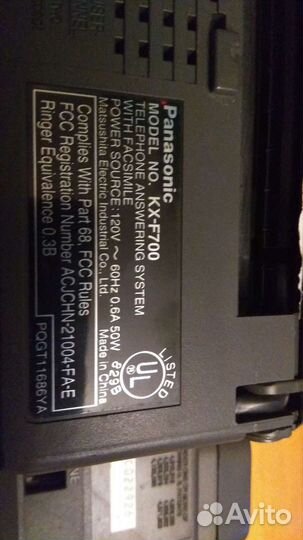 Panasonic
MODEL NO. KX-F700
TELEPHONE ANSWERING SYSTEM
WITH FACSIMILE
POWER SOURCE: 120V ~ 60Hz 0.6A 50W
Matsushita Electric Industrial Co., Ltd.
Made in China
Complies With Part 68, FCC Rules
FCC Registration Number ACJCHN-21004-FA-E
Ringer Equivalence 0.3B
PQGT11686YA
UL
LISTED
629B
Avito